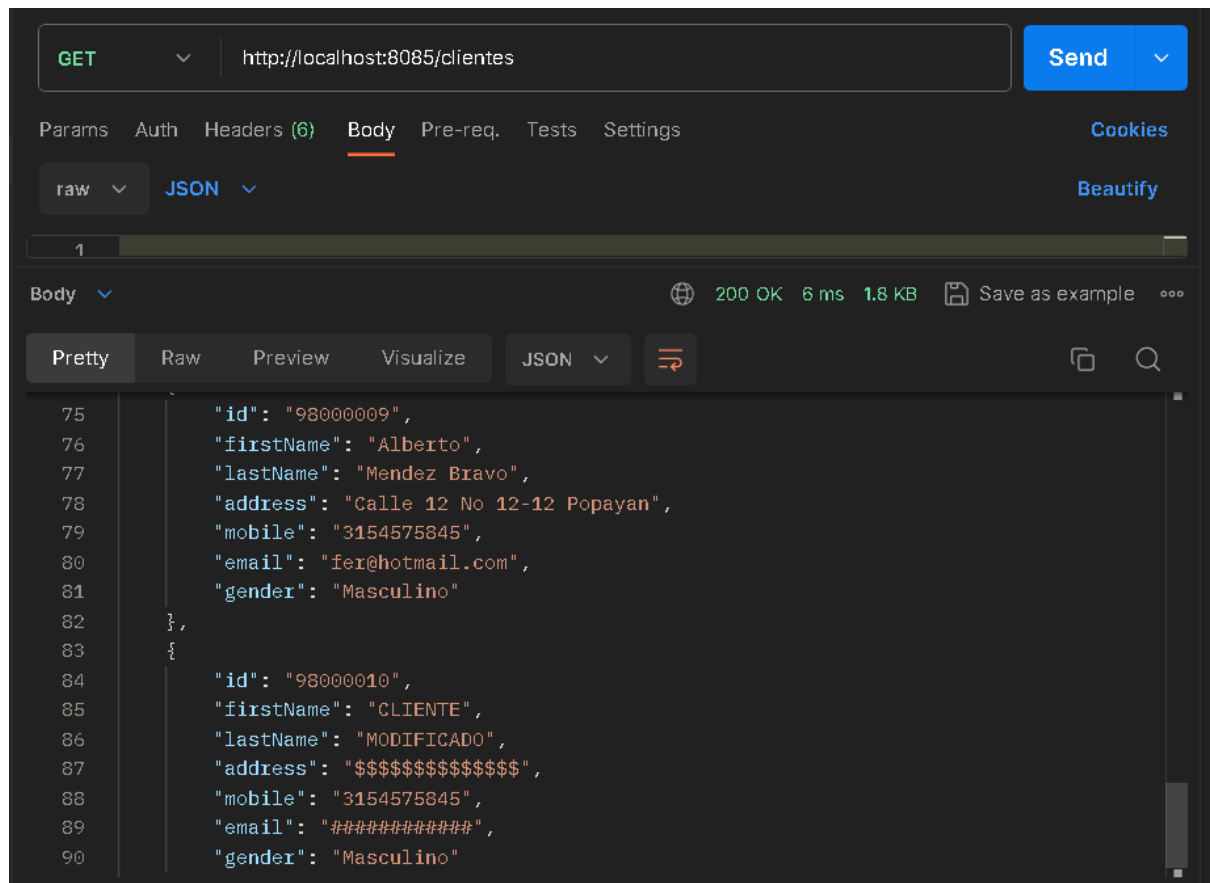 GET http://localhost:8085/clientes Send
Params Auth Headers (6) Body Pre-req. Tests Settings Cookies
raw JSON Beautify
1
Body 200 OK 6 ms 1.8 KB Save as example
Pretty Raw Preview Visualize JSON
75 "id": "98000009",
76 "firstName": "Alberto",
77 "lastName": "Mendez Bravo",
78 "address": "Calle 12 No 12-12 Popayan",
79 "mobile": "3154575845",
80 "email": "fer@hotmail.com",
81 "gender": "Masculino"
82 },
83 {
84 "id": "98000010",
85 "firstName": "CLIENTE",
86 "lastName": "MODIFICADO",
87 "address": "$$$$$$$$$$$$$$",
88 "mobile": "3154575845",
89 "email": "############",
90 "gender": "Masculino"